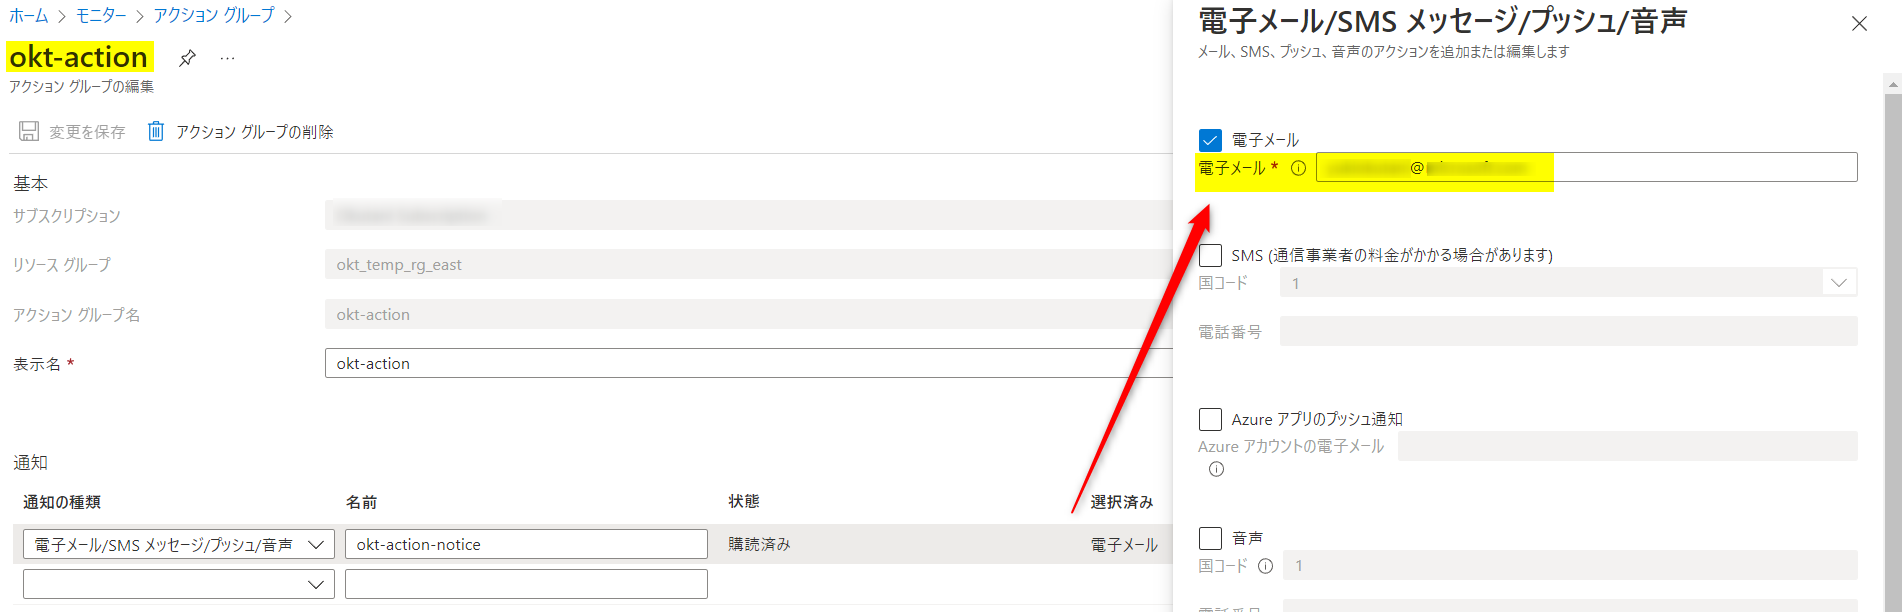 ホーム > モニター > アクション グループ >
okt-action
アクション グループの編集
変更を保存 アクション グループの削除
基本
サブスクリプション
リソース グループ okt_temp_rg_east
アクション グループ名 okt-action
表示名 * okt-action
通知
通知の種類 名前 状態 選択済み
電子メール/SMS メッセージ/プッシュ/音声 okt-action-notice 購読済み 電子メール
電子メール/SMS メッセージ/プッシュ/音声
メール、SMS、プッシュ、音声のアクションを追加または編集します
電子メール
電子メール * @
SMS (通信事業者の料金がかかる場合があります)
国コード 1
電話番号
Azure アプリのプッシュ通知
Azure アカウントの電子メール
音声
国コード 1
電話番号